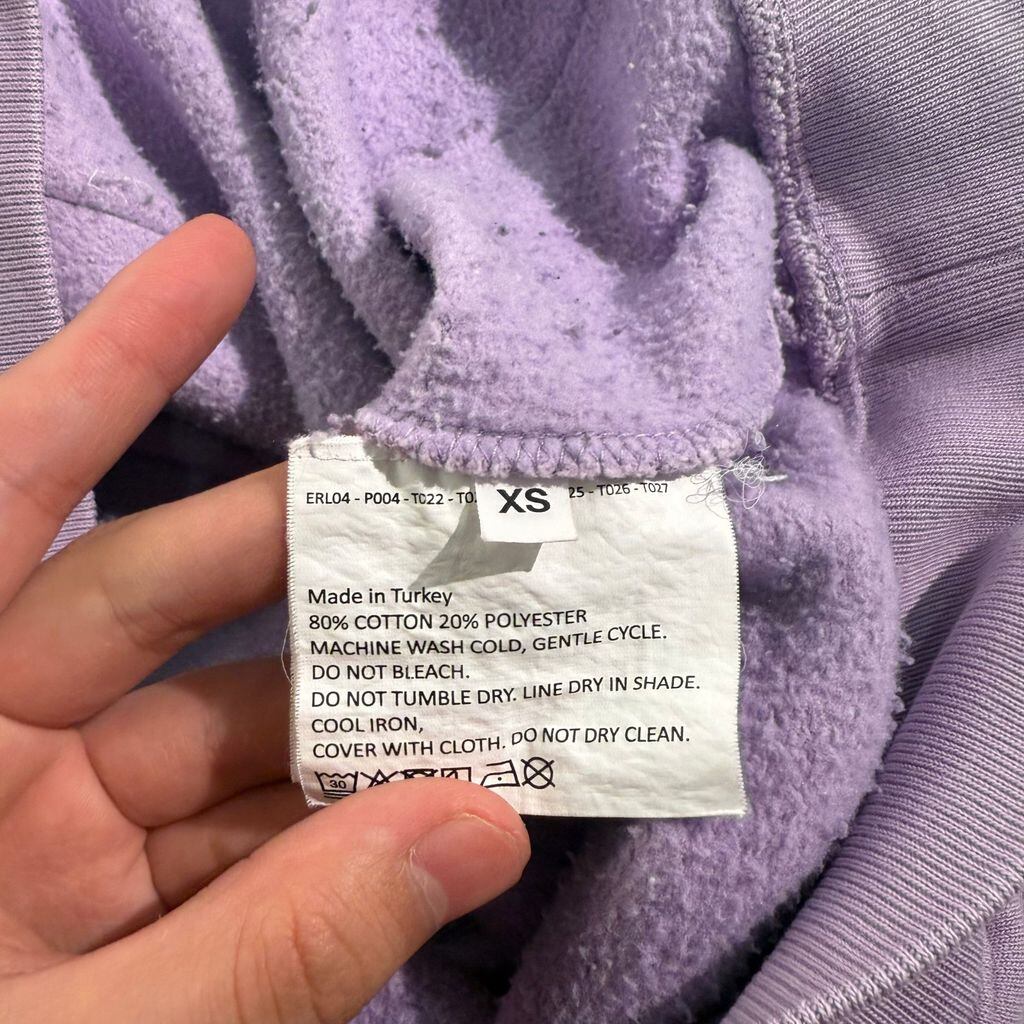 ERL04 - P004 - T022 - T0 25 - T026 - T027
XS
Made in Turkey
80% COTTON 20% POLYESTER
MACHINE WASH COLD, GENTLE CYCLE.
DO NOT BLEACH.
DO NOT TUMBLE DRY. LINE DRY IN SHADE.
COOL IRON,
COVER WITH CLOTH. DO NOT DRY CLEAN.
30